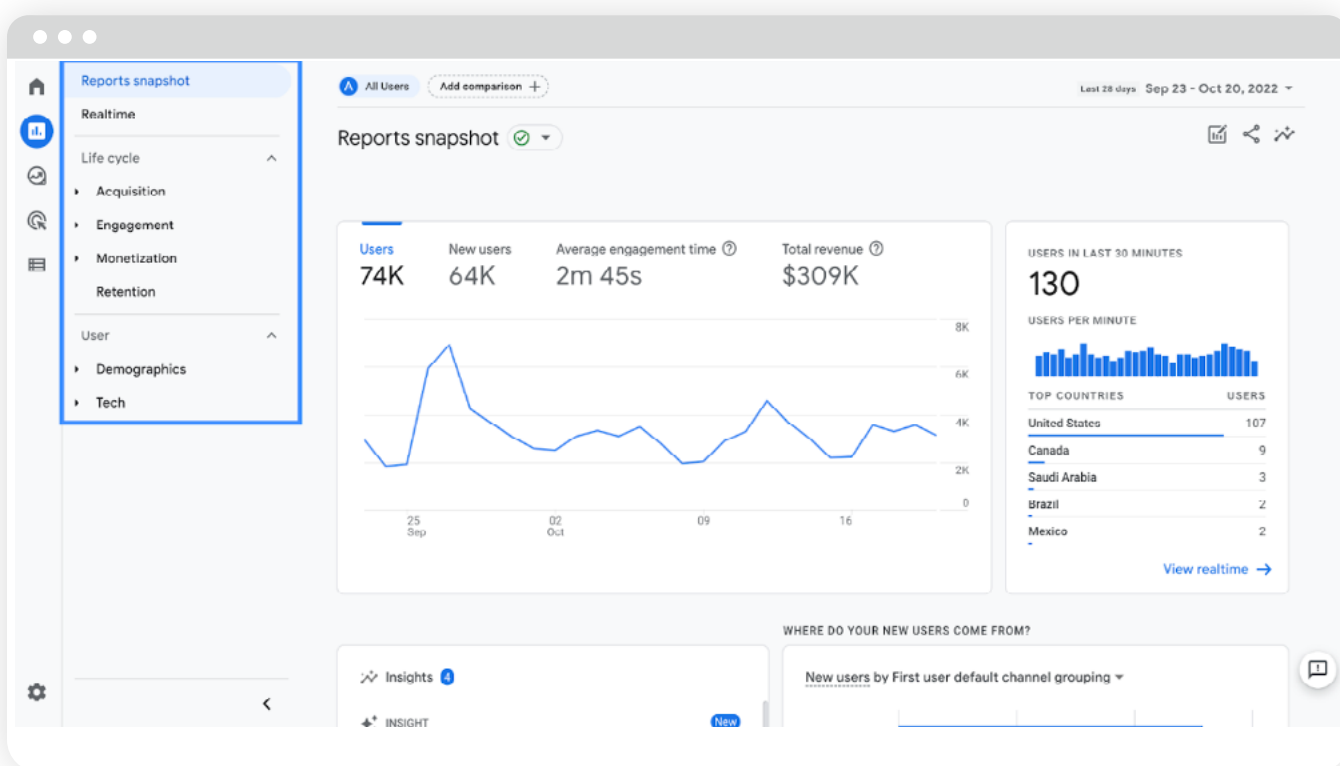 Reports snapshot
Realtime
Life cycle
Acquisition
Engagement
Monetization
Retention
User
Demographics
Tech
A All Users Add comparison +
Last 28 days Sep 23 - Oct 20, 2022
Reports snapshot
Users New users Average engagement time Total revenue
74K 64K 2m 45s $309K
8K
6K
4K
2K
0
25 02 09 16
Sep Oct
USERS IN LAST 30 MINUTES
130
USERS PER MINUTE
TOP COUNTRIES USERS
United States 107
Canada 9
Saudi Arabia 3
Brazil 2
Mexico 2
View realtime →
Insights 4
INSIGHT New
WHERE DO YOUR NEW USERS COME FROM?
New users by First user default channel grouping